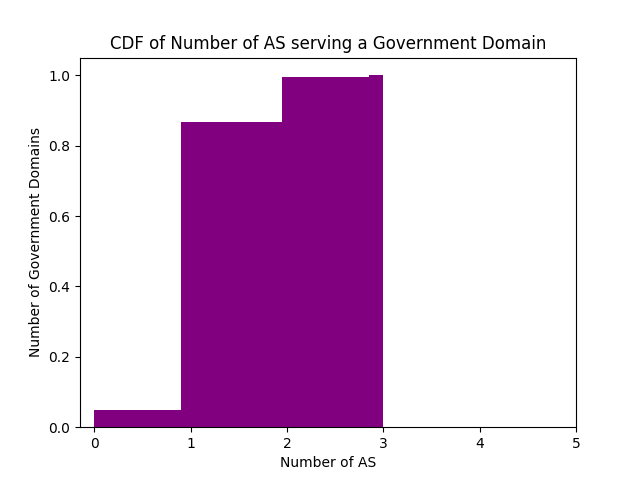 CDF of Number of AS serving a Government Domain
Number of Government Domains
1.0
0.8
0.6
0.4
0.2
0.0
0 1 2 3 4 5
Number of AS